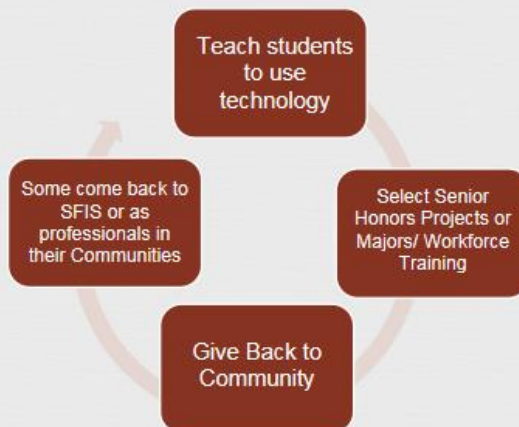 Teach students
to use
technology
Select Senior
Honors Projects or
Majors/ Workforce
Training
Give Back to
Community
Some come back to
SFIS or as
professionals in
their Communities